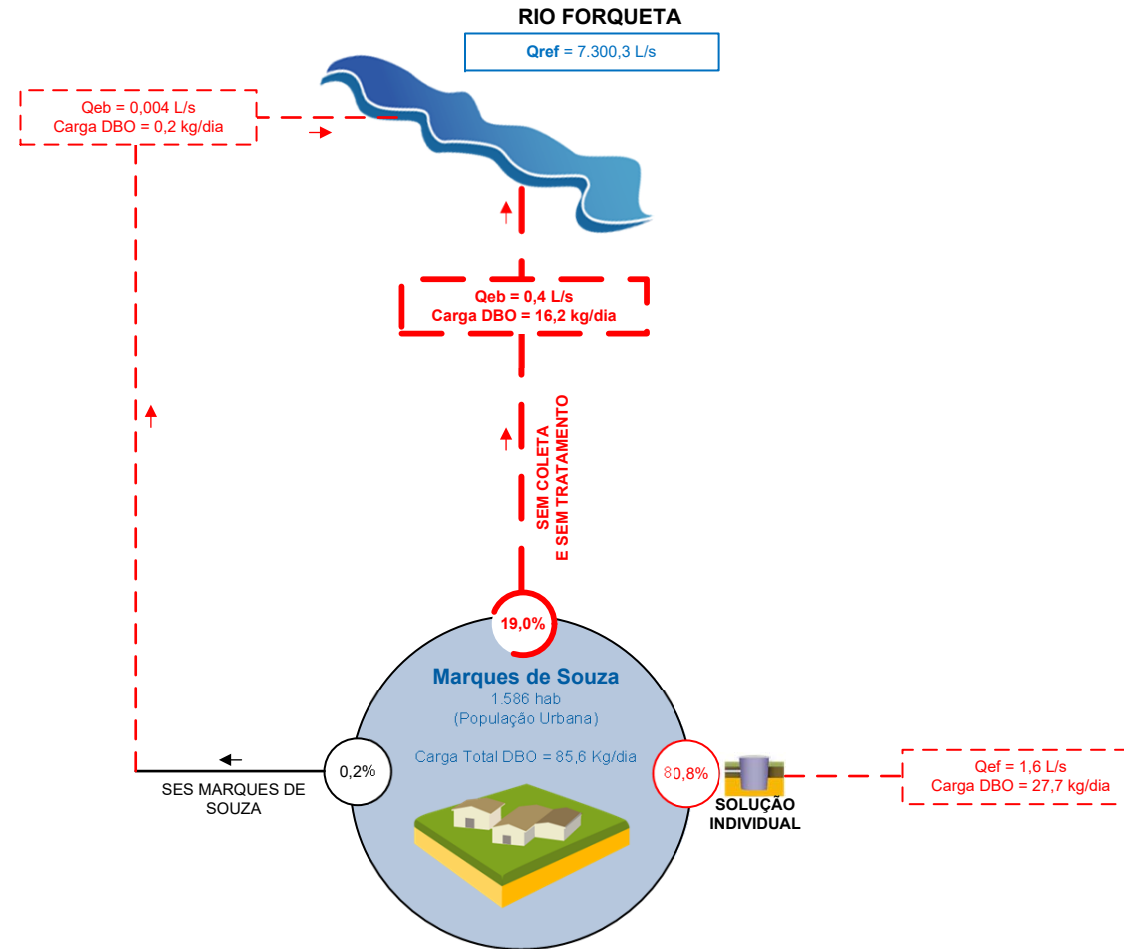 RIO FORQUETA
Qref = 7.300,3 L/s
Qeb = 0,004 L/s
Carga DBO = 0,2 kg/dia
Qeb = 0,4 L/s
Carga DBO = 16,2 kg/dia
SEM COLETA
E SEM TRATAMENTO
19,0%
Marques de Souza
1.586 hab
(População Urbana)
Carga Total DBO = 85,6 Kg/dia
0,2%
SES MARQUES DE
SOUZA
80,8%
SOLUÇÃO
INDIVIDUAL
Qef = 1,6 L/s
Carga DBO = 27,7 kg/dia